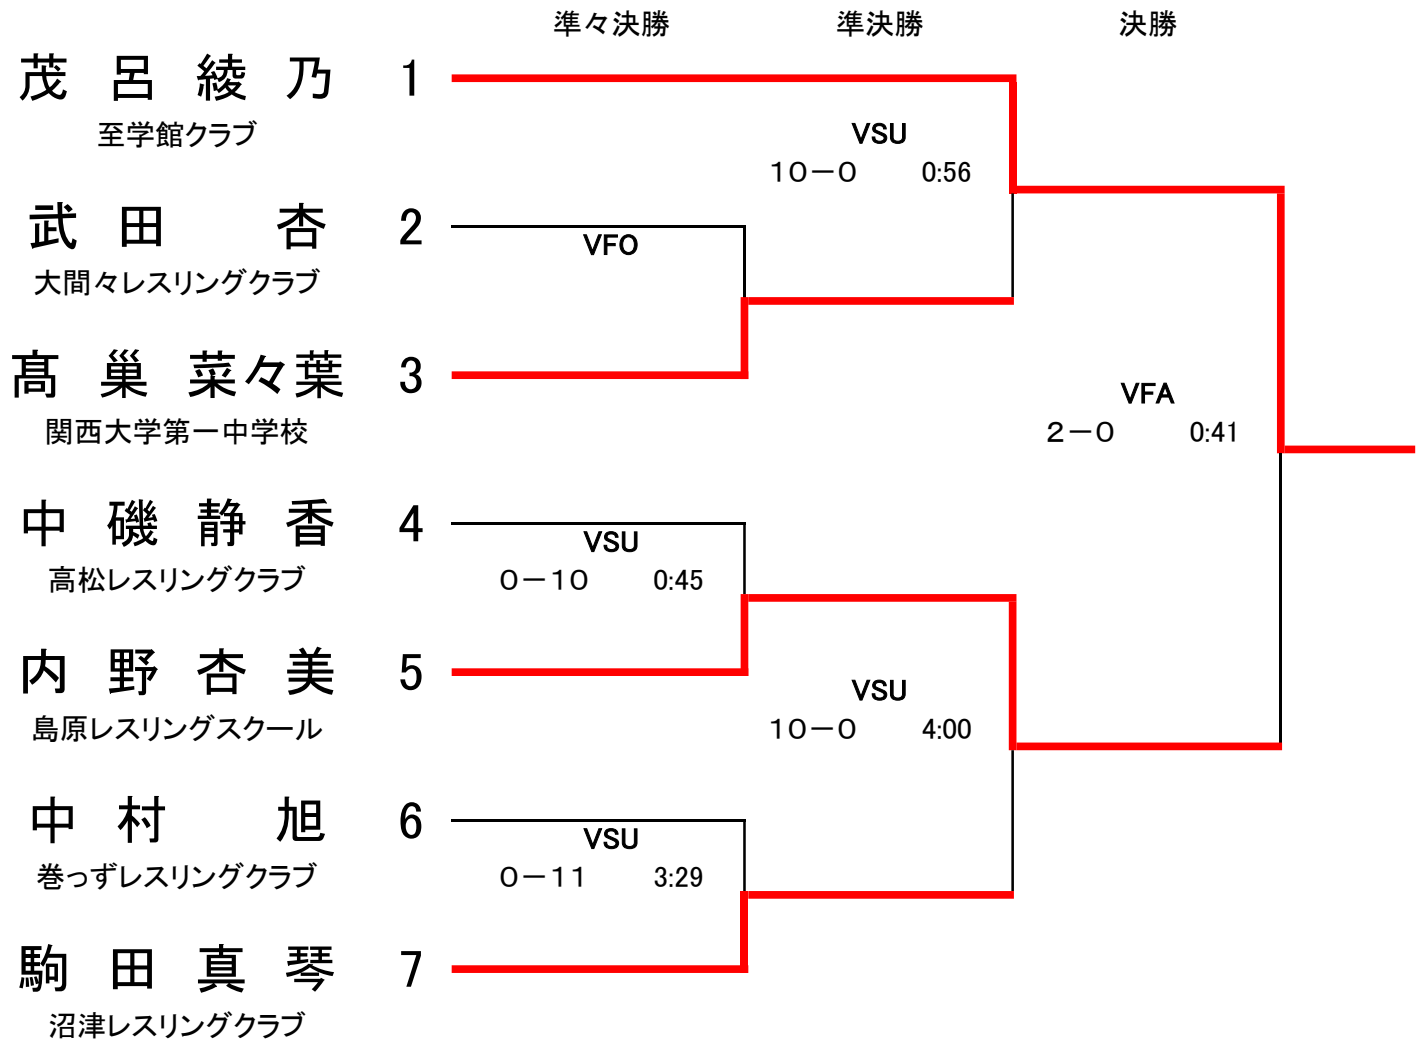 準々決勝 準決勝 決勝
茂呂綾乃 1
至学館クラブ
VSU
10－0 0:56
武田 杏 2
大間々レスリングクラブ
VFO
髙巢菜々葉 3
関西大学第一中学校
VFA
2－0 0:41
中磯静香 4
高松レスリングクラブ
VSU
0－10 0:45
内野杏美 5
島原レスリングスクール
VSU
10－0 4:00
中村 旭 6
巻っずレスリングクラブ
VSU
0－11 3:29
駒田真琴 7
沼津レスリングクラブ